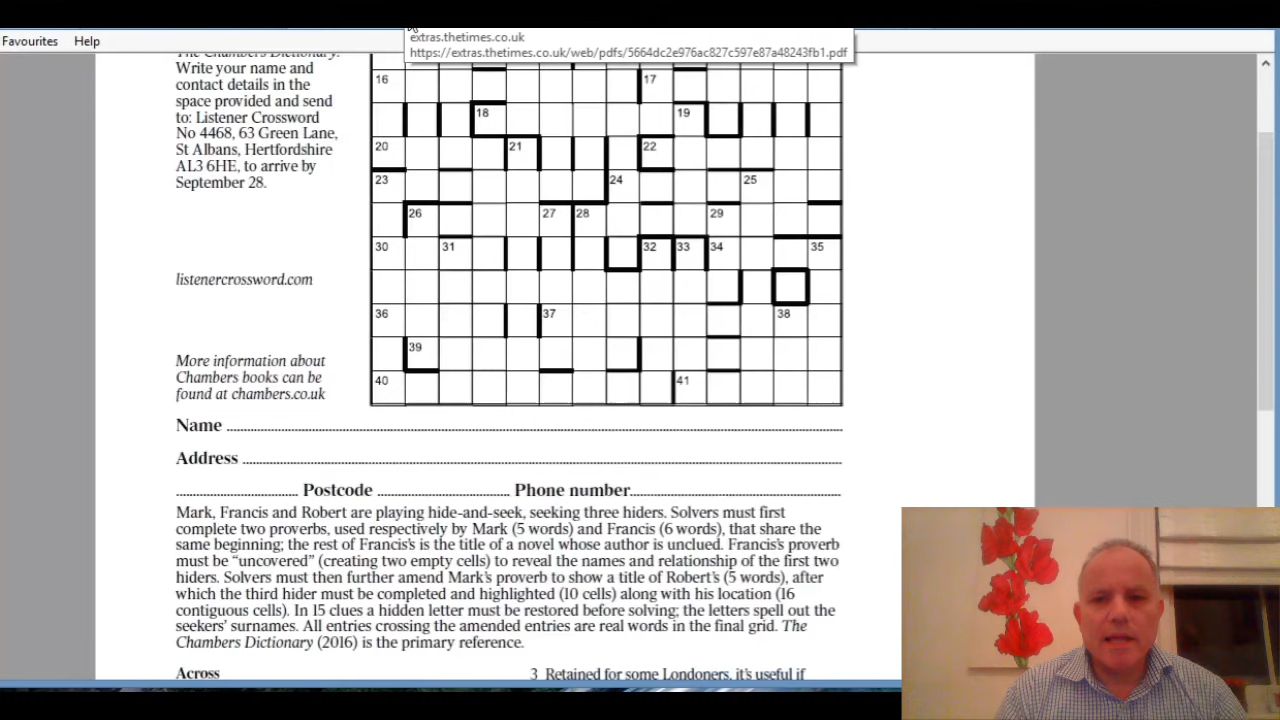 extras.thetimes.co.uk
Favourites Help
https://extras.thetimes.co.uk/web/pdfs/5664dc2e976ac827c597e87a48243fb1.pdf
The Chambers Dictionary.
Write your name and
contact details in the
space provided and send
to: Listener Crossword
No 4468, 63 Green Lane,
St Albans, Hertfordshire
AL3 6HE, to arrive by
September 28.
listenercrossword.com
More information about
Chambers books can be
found at chambers.co.uk
16 17
18 19
20 21 22
23 24 25
26 27 28 29
30 31 32 33 34 35
36 37 38
39
40 41
Name
Address
Postcode Phone number
Mark, Francis and Robert are playing hide-and-seek, seeking three hiders. Solvers must first
complete two proverbs, used respectively by Mark (5 words) and Francis (6 words), that share the
same beginning; the rest of Francis's is the title of a novel whose author is unclued. Francis's proverb
must be “uncovered” (creating two empty cells) to reveal the names and relationship of the first two
hiders. Solvers must then further amend Mark's proverb to show a title of Robert's (5 words), after
which the third hider must be completed and highlighted (10 cells) along with his location (16
contiguous cells). In 15 clues a hidden letter must be restored before solving; the letters spell out the
seekers' surnames. All entries crossing the amended entries are real words in the final grid. The
Chambers Dictionary (2016) is the primary reference.
Across
3 Retained for some Londoners, it's useful if